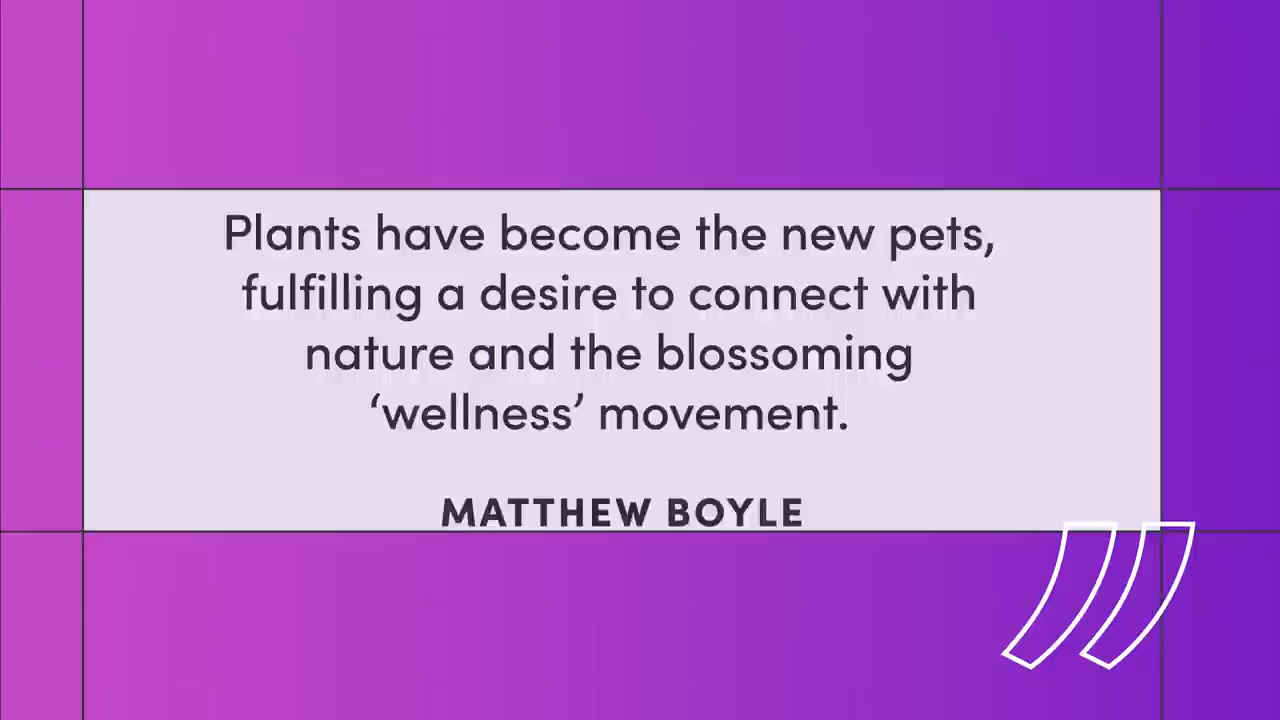 Plants have become the new pets,
fulfilling a desire to connect with
nature and the blossoming
‘wellness’ movement.
MATTHEW BOYLE